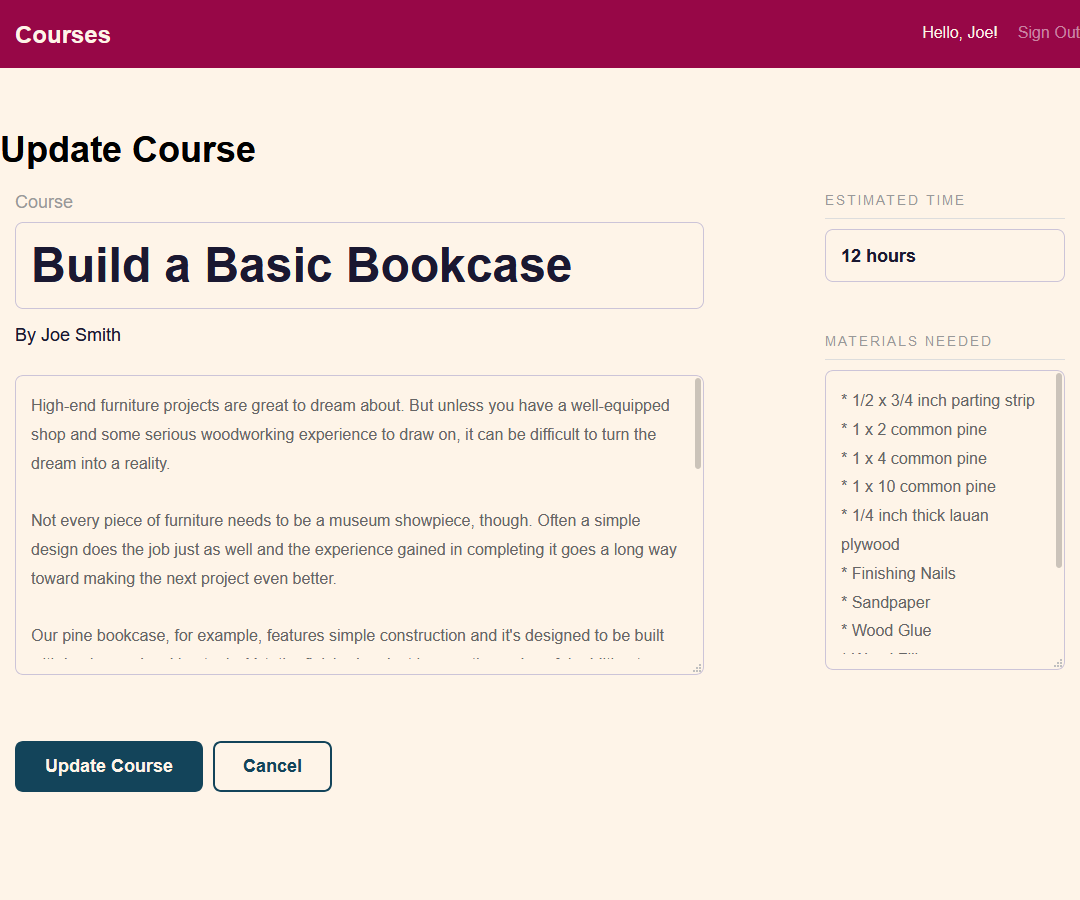 Courses
Hello, Joe!
Sign Out
Update Course
Course
Build a Basic Bookcase
By Joe Smith
High-end furniture projects are great to dream about. But unless you have a well-equipped
shop and some serious woodworking experience to draw on, it can be difficult to turn the
dream into a reality.
Not every piece of furniture needs to be a museum showpiece, though. Often a simple
design does the job just as well and the experience gained in completing it goes a long way
toward making the next project even better.
Our pine bookcase, for example, features simple construction and it's designed to be built
ESTIMATED TIME
12 hours
MATERIALS NEEDED
* 1/2 x 3/4 inch parting strip
* 1 x 2 common pine
* 1 x 4 common pine
* 1 x 10 common pine
* 1/4 inch thick lauan
plywood
* Finishing Nails
* Sandpaper
* Wood Glue
Update Course
Cancel